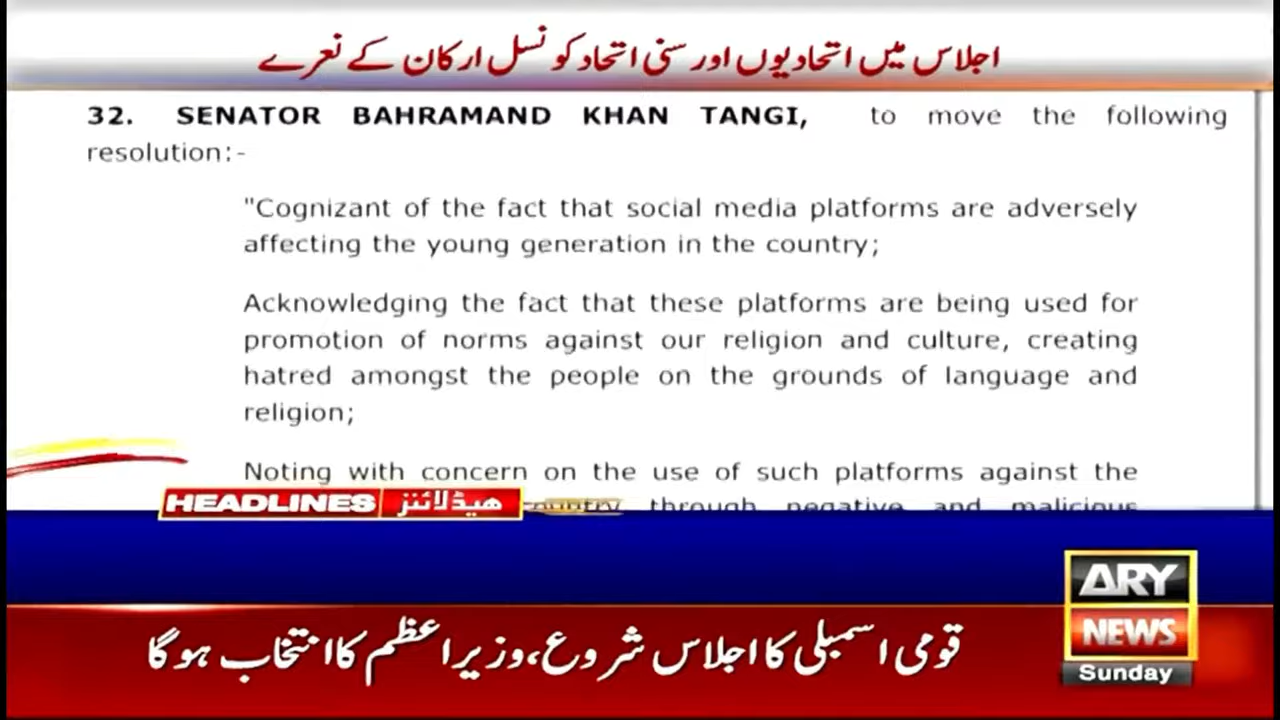 اجلاس میں اتحادیوں اور سنی اتحاد کونسل ارکان کے نعرے
32. SENATOR BAHRAMAND KHAN TANGI, to move the following
resolution:-
"Cognizant of the fact that social media platforms are adversely
affecting the young generation in the country;
Acknowledging the fact that these platforms are being used for
promotion of norms against our religion and culture, creating
hatred amongst the people on the grounds of language and
religion;
Noting with concern on the use of such platforms against the
country through negative and malicious
HEADLINES ھیڈلائنز
ARY
NEWS
Sunday
قومی اسمبلی کا اجلاس شروع، وزیراعظم کا انتخاب ہوگا